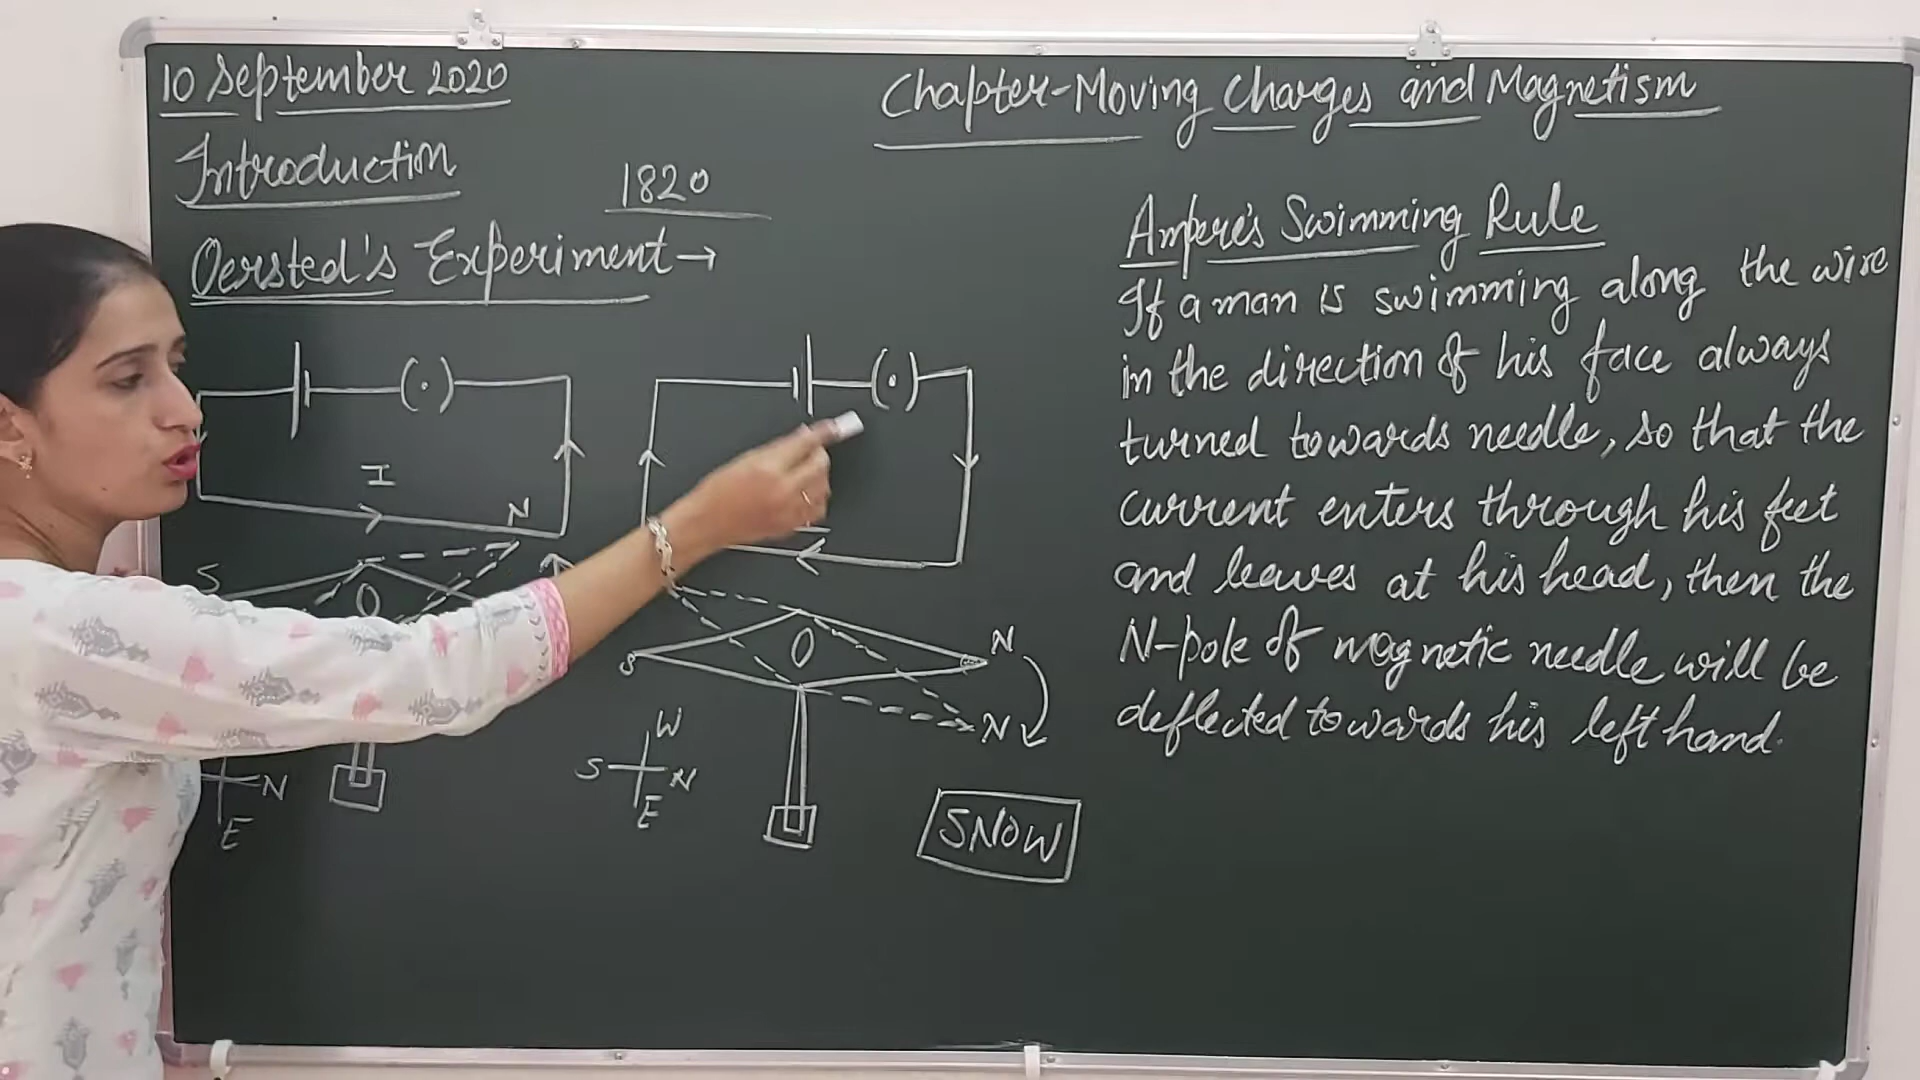 10 September 2020
Chapter-Moving Charges and Magnetism
Introduction
1820
Oersted's Experiment →
I
N
S
O
N
E
S
O
N
N
W
S N
E
SNOW
Ampere's Swimming Rule
If a man is swimming along the wire
in the direction of his face always
turned towards needle, so that the
current enters through his feet
and leaves at his head, then the
N-pole of magnetic needle will be
deflected towards his left hand.